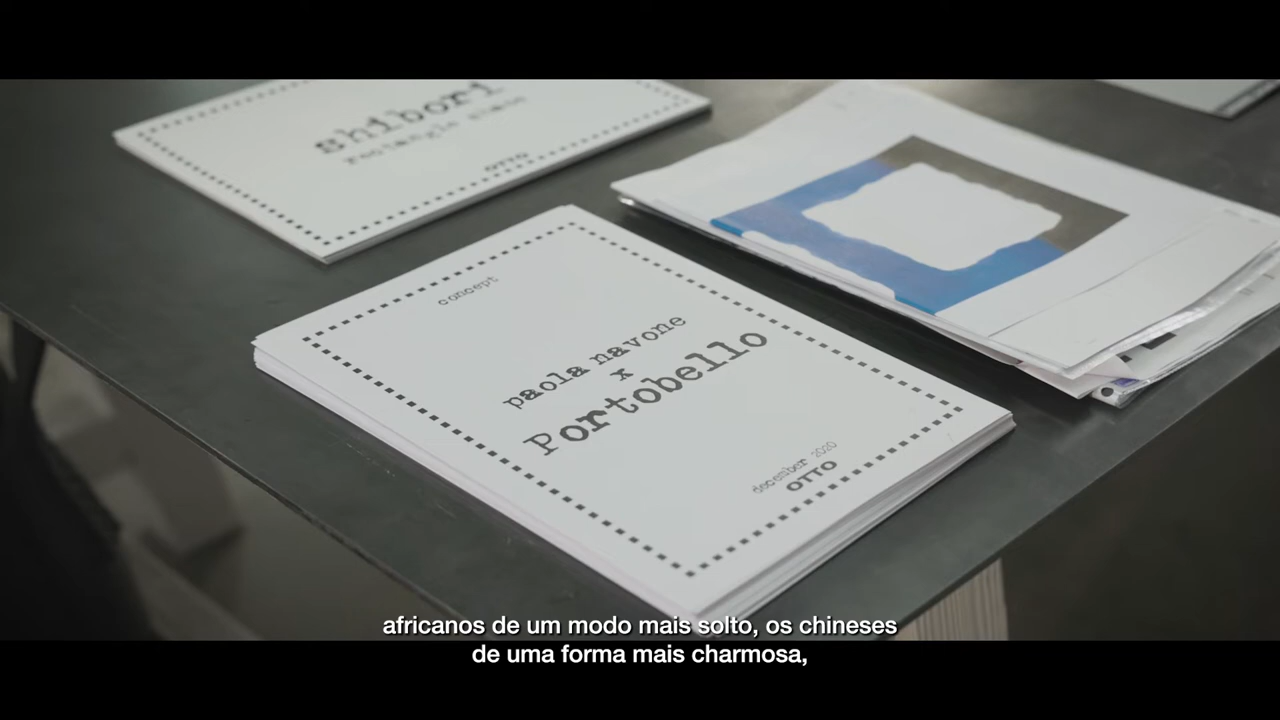 shibori
rectangle
OTTO
concept
paola navone
x
Portobello
december 2020
OTTO
africanos de um modo mais solto, os chineses
de uma forma mais charmosa,